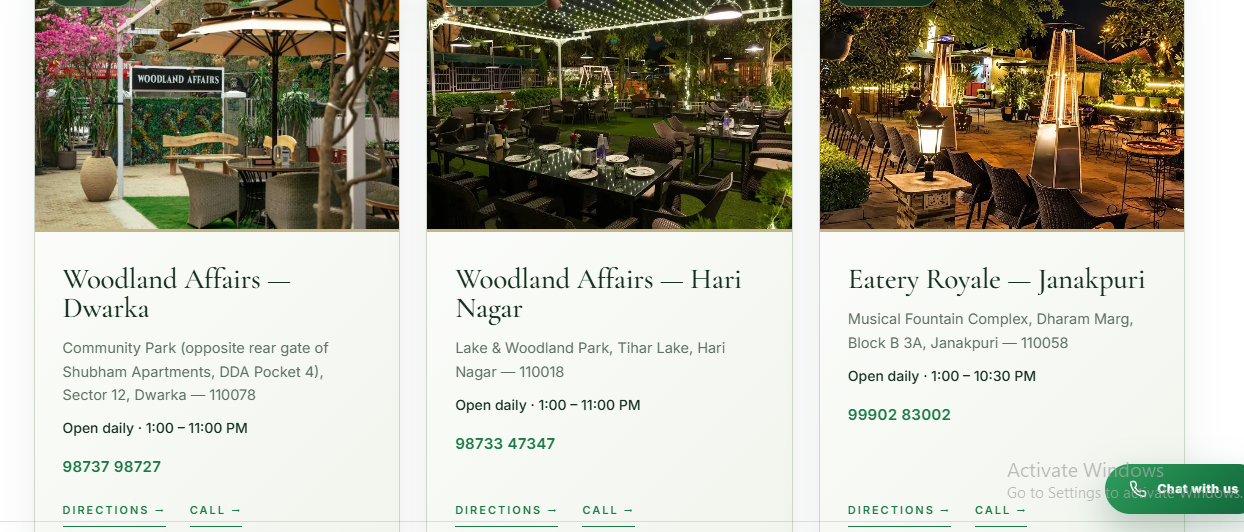 WOODLAND AFFAIRS
Woodland Affairs —
Dwarka
Community Park (opposite rear gate of
Shubham Apartments, DDA Pocket 4),
Sector 12, Dwarka — 110078
Open daily · 1:00 – 11:00 PM
98737 98727
DIRECTIONS →
CALL →
Woodland Affairs — Hari
Nagar
Lake & Woodland Park, Tihar Lake, Hari
Nagar — 110018
Open daily · 1:00 – 11:00 PM
98733 47347
DIRECTIONS →
CALL →
Eatery Royale — Janakpuri
Musical Fountain Complex, Dharam Marg,
Block B 3A, Janakpuri — 110058
Open daily · 1:00 – 10:30 PM
99902 83002
DIRECTIONS →
CALL →
Activate Windows
Go to Settings to activate Windows.
Chat with us